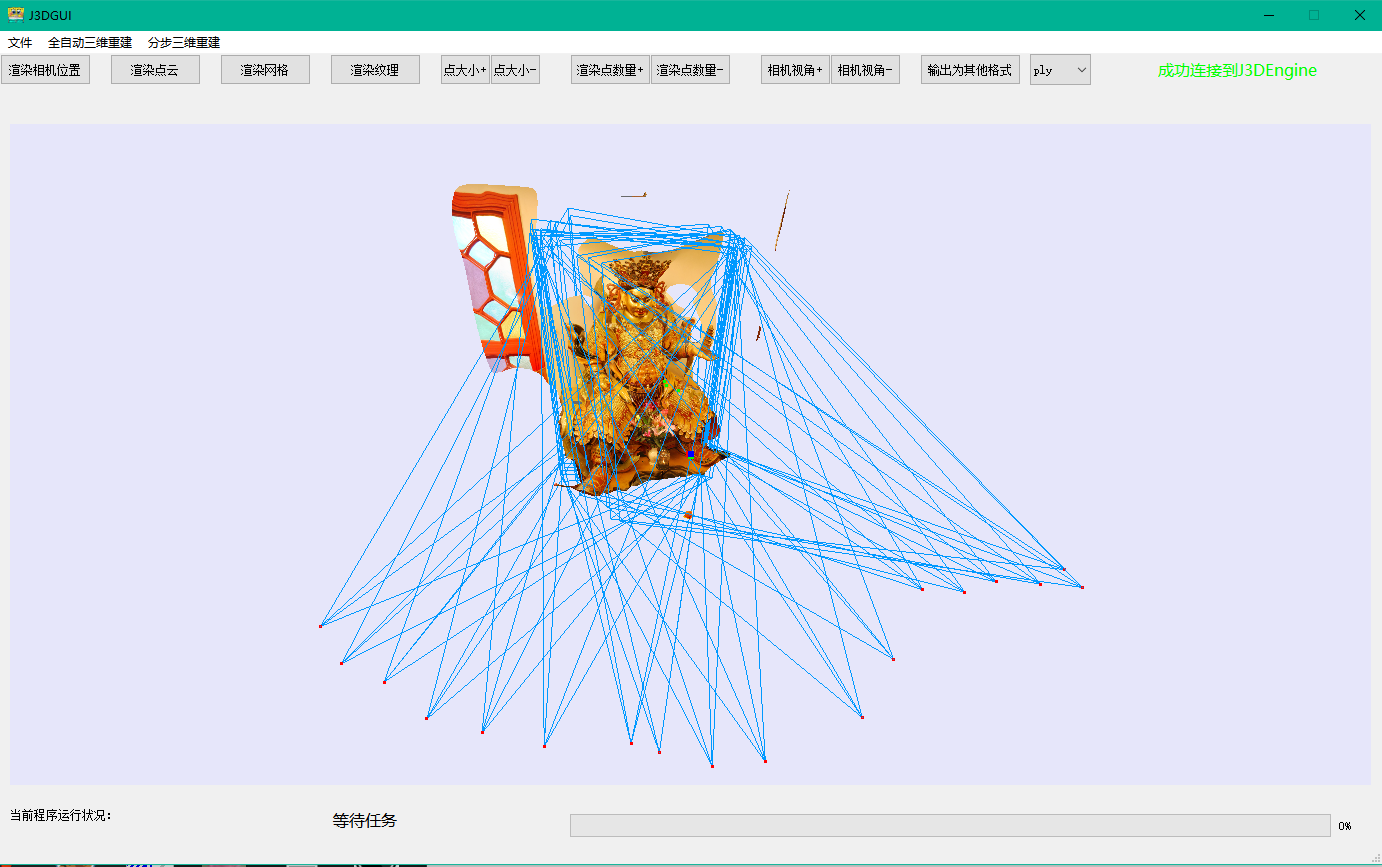 J3DGUI
文件 全自动三维重建 分步三维重建
渲染相机位置 渲染点云 渲染网格 渲染纹理 点大小+ 点大小- 渲染点数量+ 渲染点数量- 相机视角+ 相机视角- 输出为其他格式 ply 成功连接到J3DEngine
当前程序运行状况: 等待任务 0%